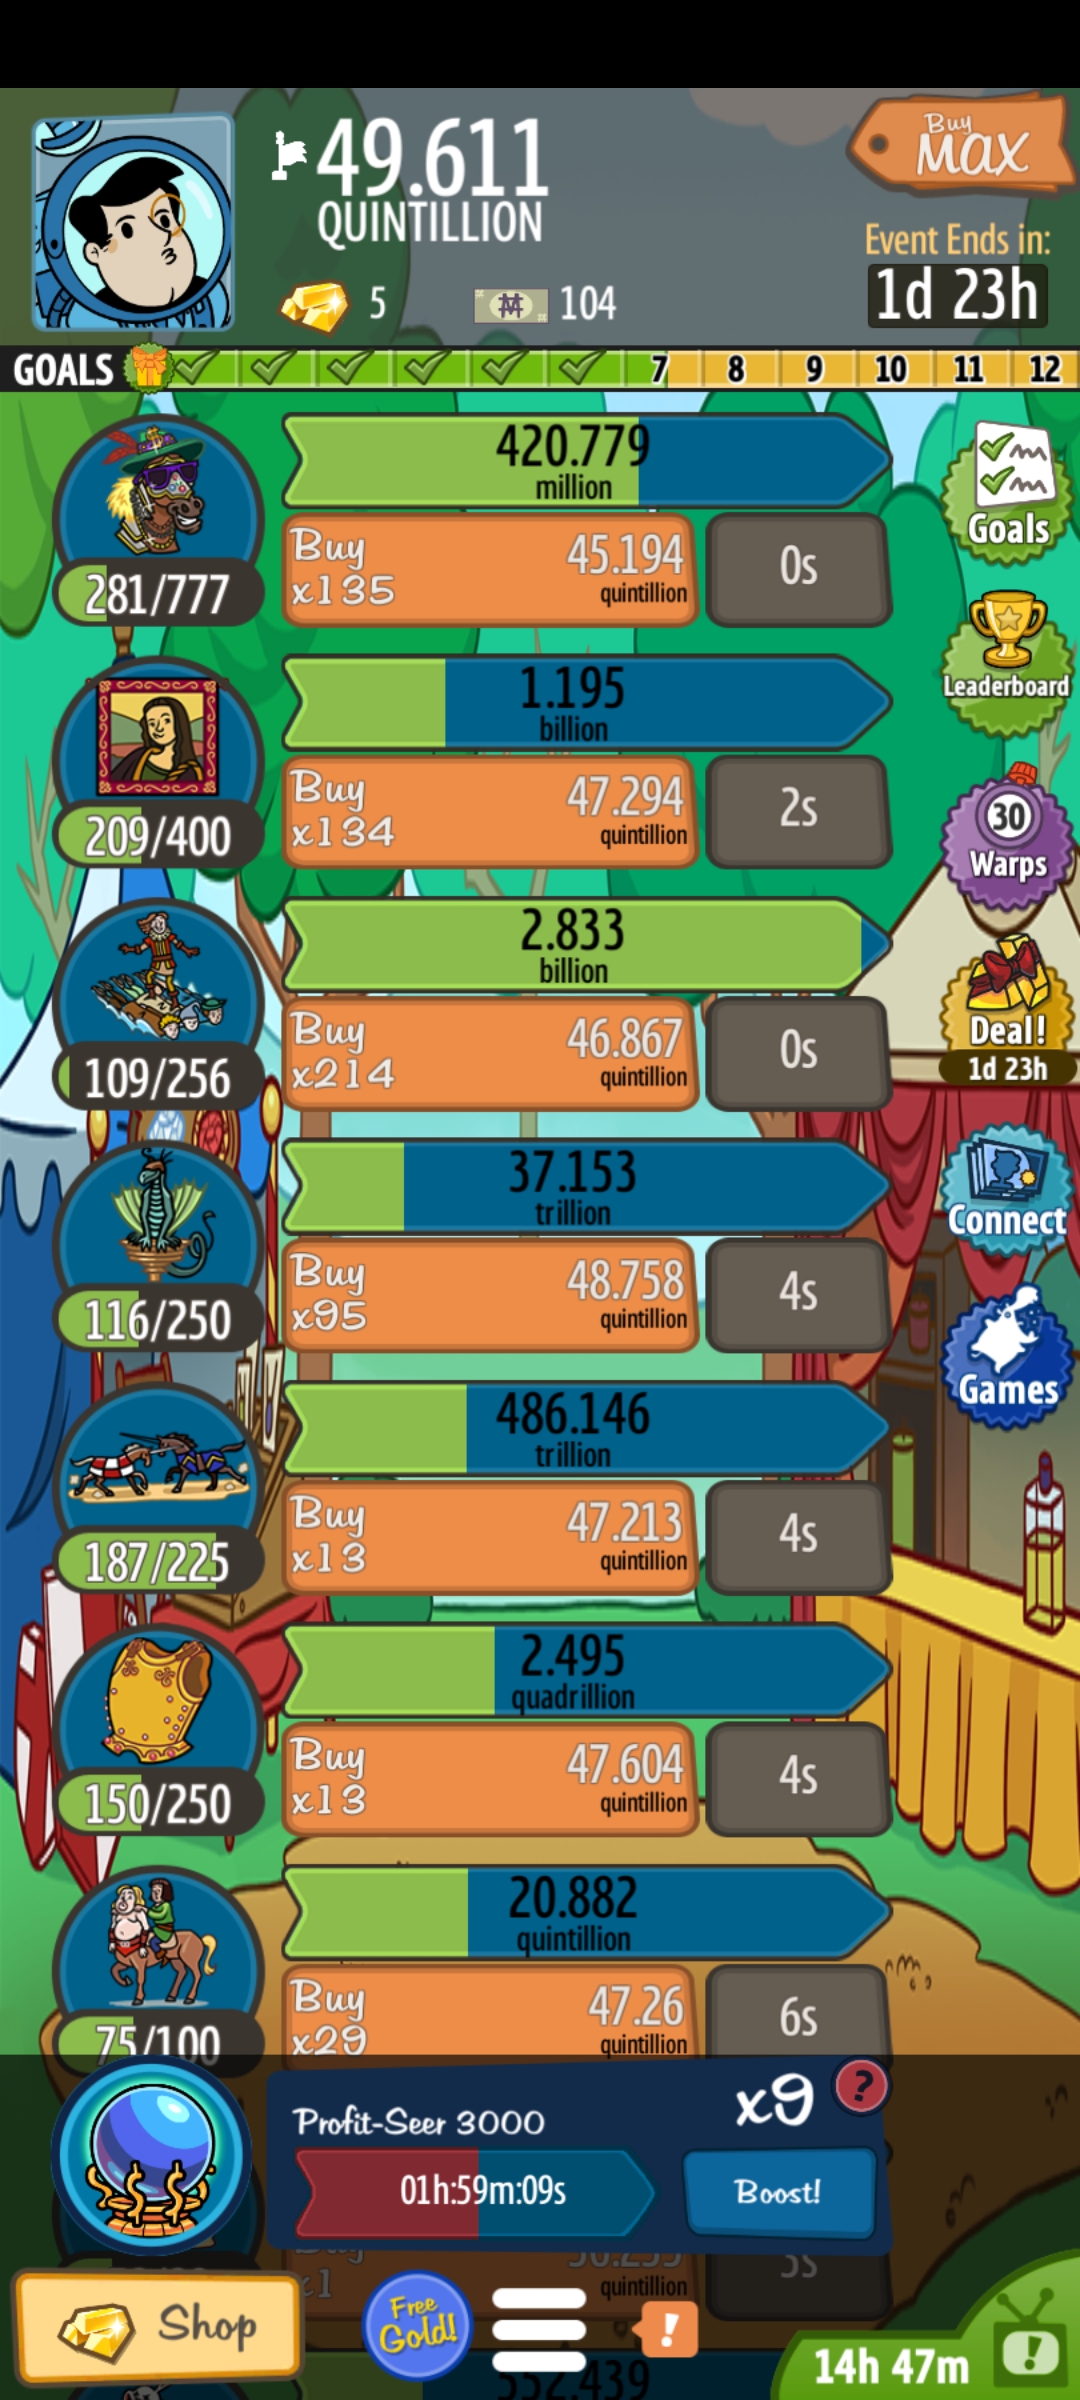 49.611
QUINTILLION
Buy
MAX
Event Ends in:
1d 23h
5
104
GOALS
7 8 9 10 11 12
420.779
million
Buy
x135
45.194
quintillion
0s
281/777
Goals
1.195
billion
Buy
x134
47.294
quintillion
2s
209/400
Leaderboard
30
Warps
2.833
billion
Buy
x214
46.867
quintillion
0s
109/256
Deal!
1d 23h
37.153
trillion
Buy
x95
48.758
quintillion
4s
116/250
Connect
Games
486.146
trillion
Buy
x13
47.213
quintillion
4s
187/225
2.495
quadrillion
Buy
x13
47.604
quintillion
4s
150/250
20.882
quintillion
Buy
x29
47.26
quintillion
6s
75/100
Profit-Seer 3000
x9
?
01h:59m:09s
Boost!
x1
quintillion
Shop
Free
Gold!
!
14h 47m
!